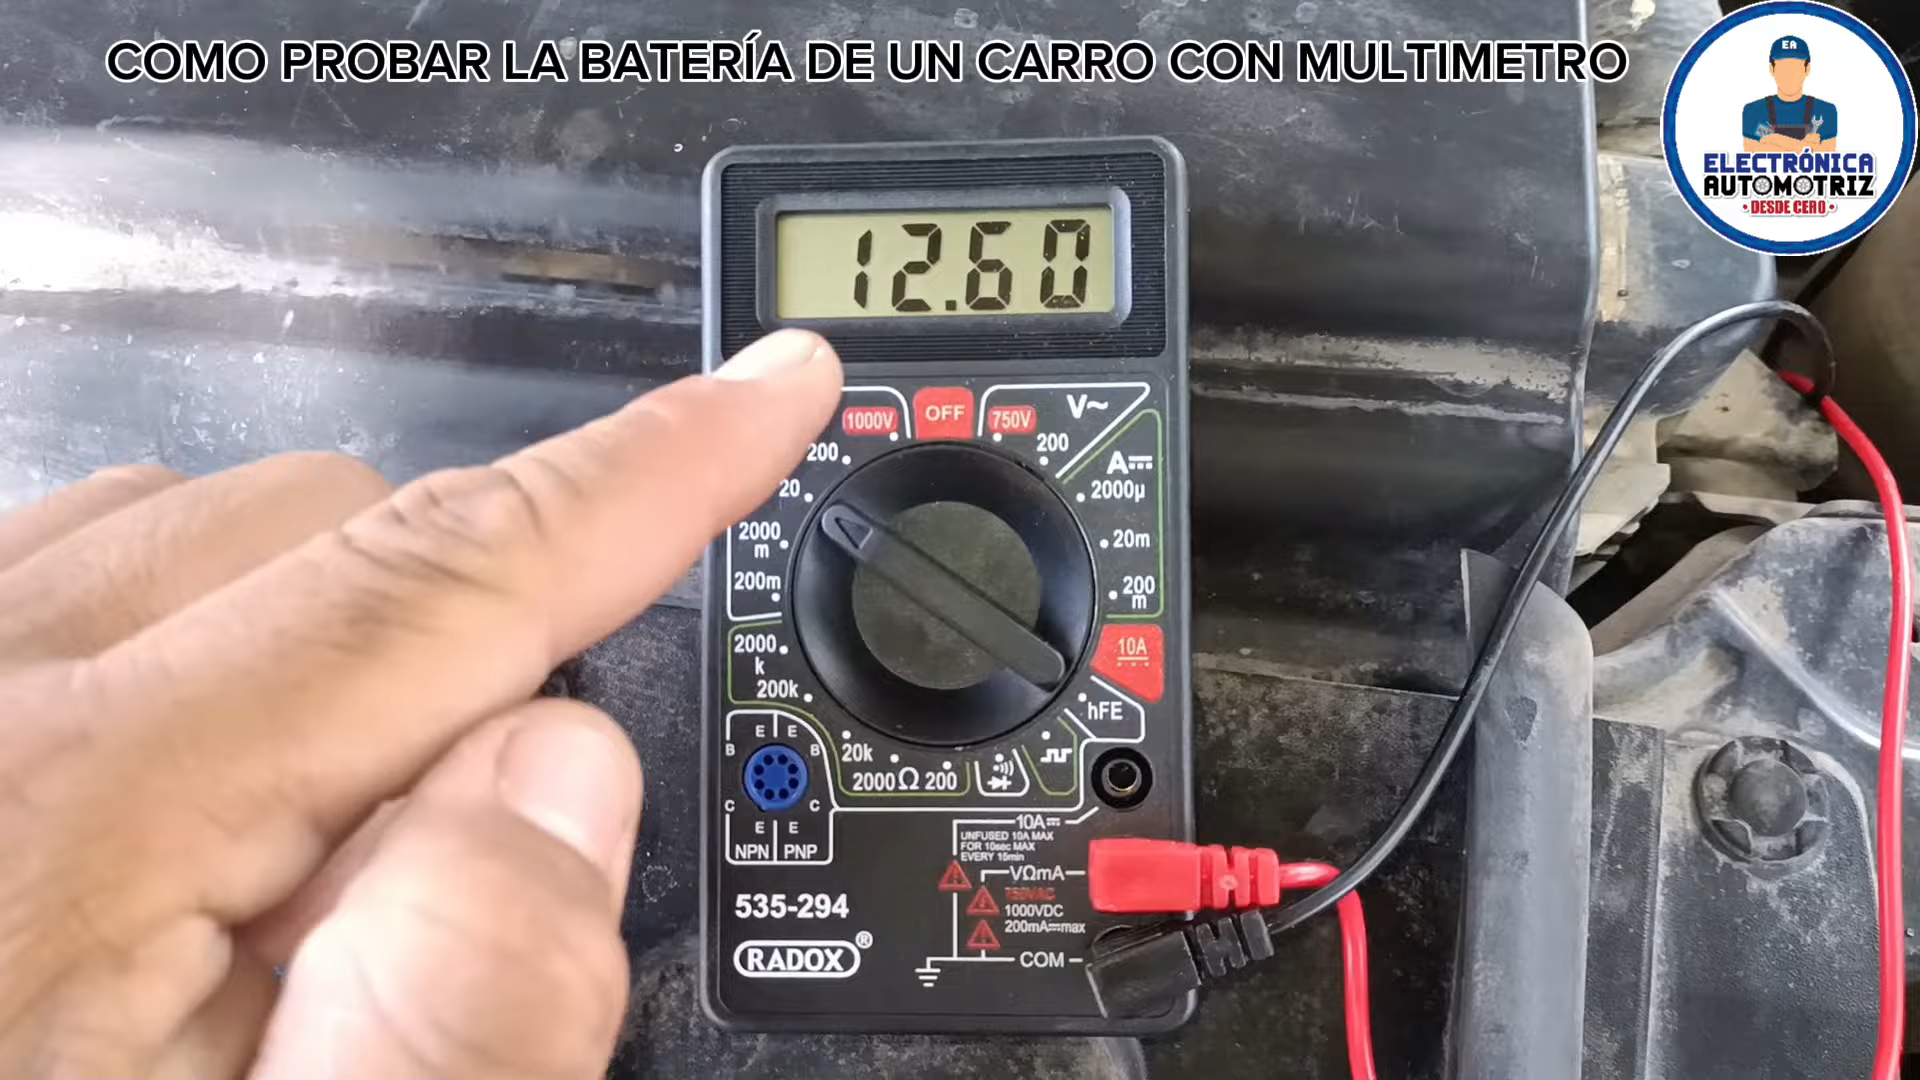 COMO PROBAR LA BATERÍA DE UN CARRO CON MULTIMETRO
EA
ELECTRÓNICA
AUTOMOTRIZ
• DESDE CERO •
12.60
1000V
OFF
750V
V~
200
200
A
20
2000µ
2000
m
20m
200m
200
m
2000
k
10A
200k
hFE
20k
2000 Ω 200
E E
B B
C C
E E
NPN PNP
10A
UNFUSED 10A MAX
FOR 10sec MAX
EVERY 15min
VΩmA
750VAC
1000VDC
200mA max
COM
535-294
RADOX®